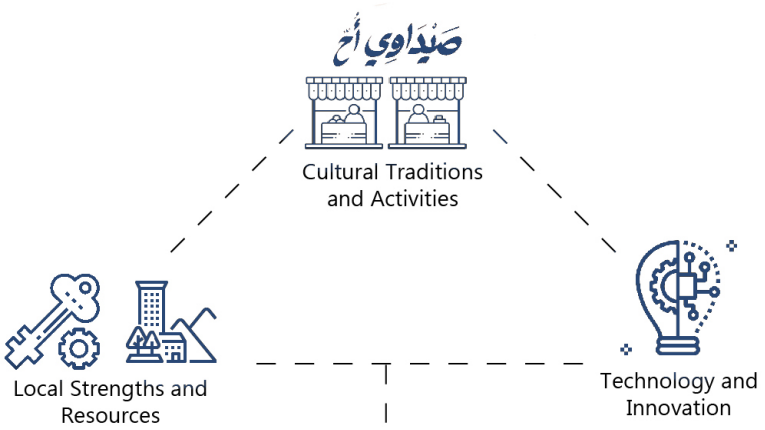 صَيْدَاوِي أَحّ
Cultural Traditions
and Activities
Local Strengths and
Resources
Technology and
Innovation